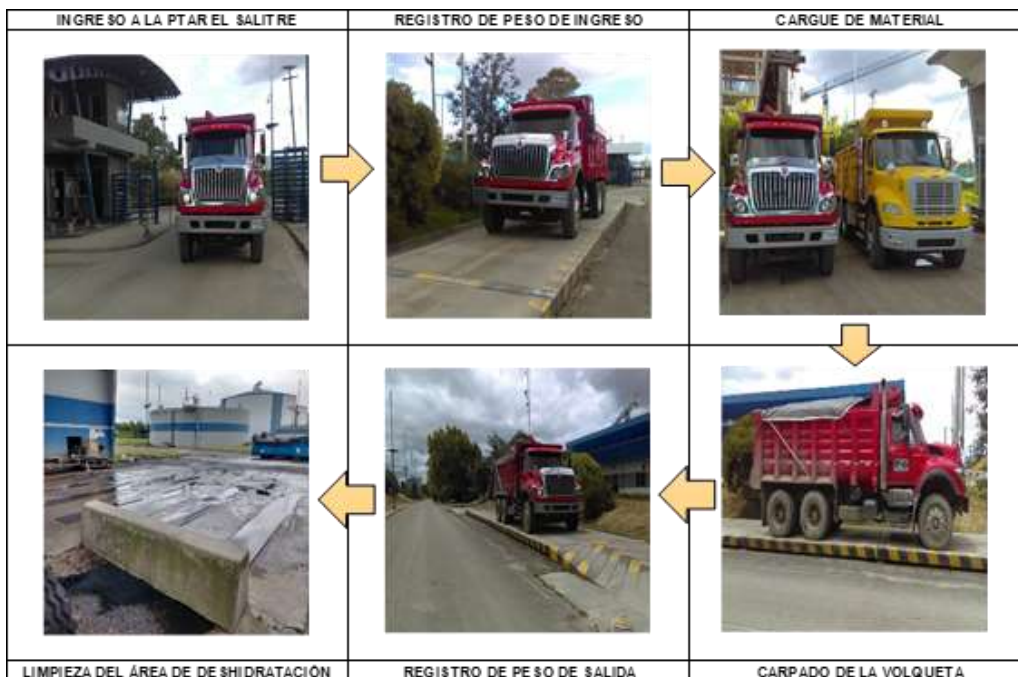 INGRESO A LA PTAR EL SALITRE
REGISTRO DE PESO DE INGRESO
CARGUE DE MATERIAL
LIMPIEZA DEL ÁREA DE DESHIDRATACIÓN
REGISTRO DE PESO DE SALIDA
CARPADO DE LA VOLQUETA